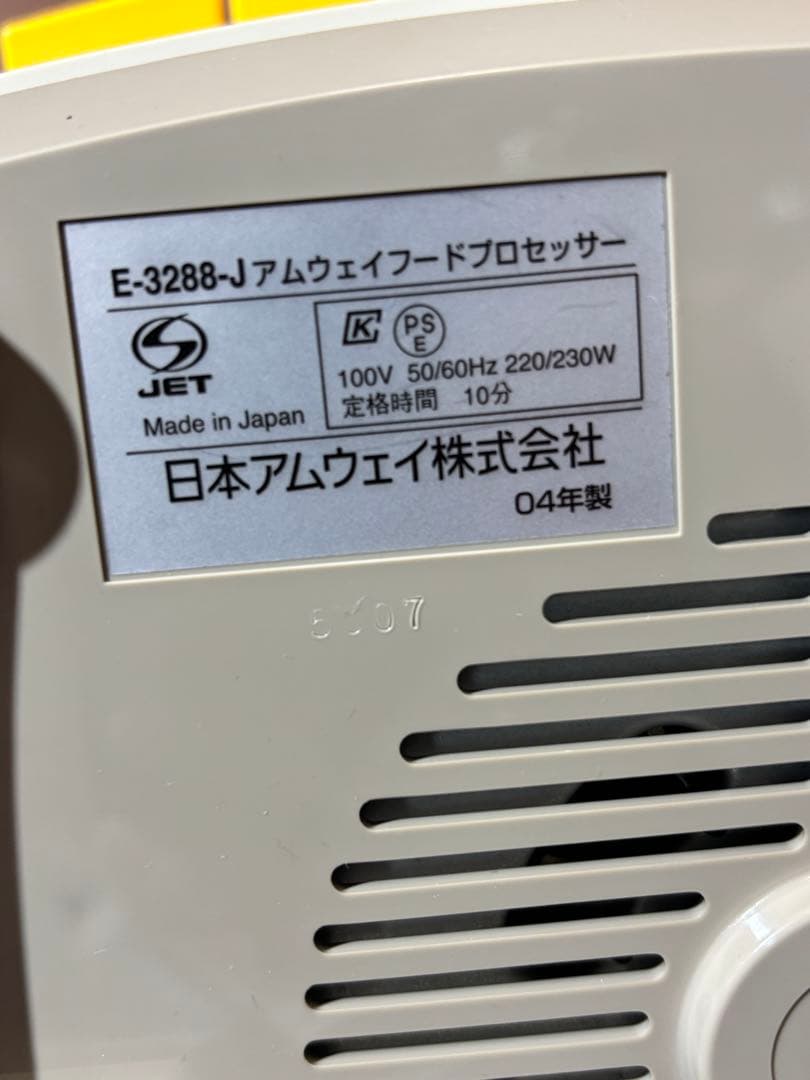 E-3288-J アムウェイフードプロセッサー
JET
K PS E
100V 50/60Hz 220/230W
定格時間 10分
Made in Japan
日本アムウェイ株式会社
04年製